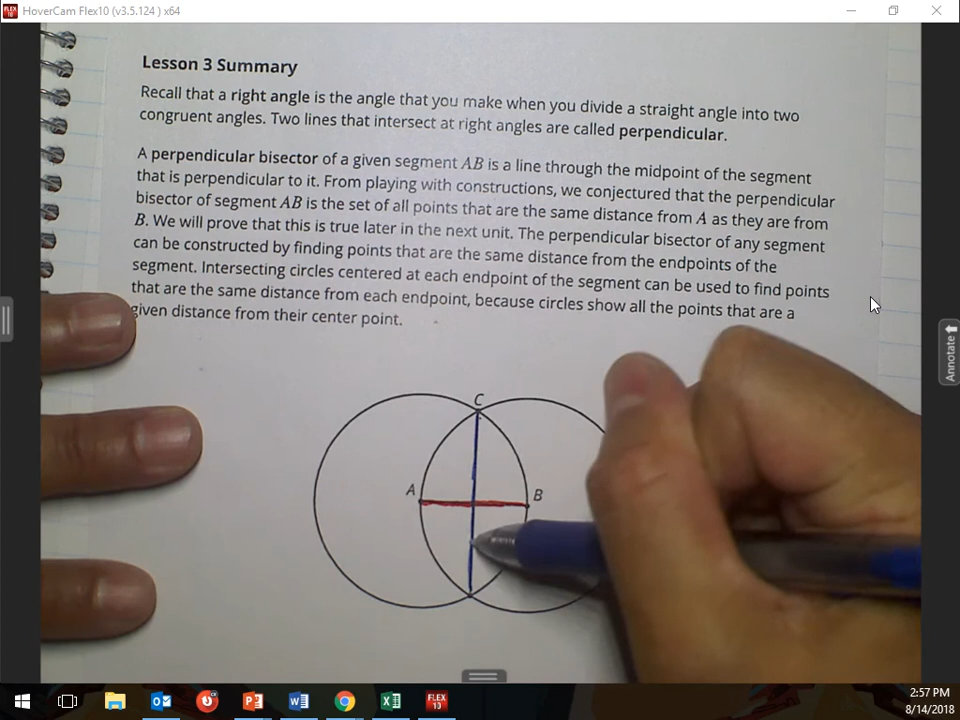 HoverCam Flex10 (v3.5.124 ) x64
Lesson 3 Summary
Recall that a right angle is the angle that you make when you divide a straight angle into two
congruent angles. Two lines that intersect at right angles are called perpendicular.
A perpendicular bisector of a given segment AB is a line through the midpoint of the segment
that is perpendicular to it. From playing with constructions, we conjectured that the perpendicular
bisector of segment AB is the set of all points that are the same distance from A as they are from
B. We will prove that this is true later in the next unit. The perpendicular bisector of any segment
can be constructed by finding points that are the same distance from the endpoints of the
segment. Intersecting circles centered at each endpoint of the segment can be used to find points
that are the same distance from each endpoint, because circles show all the points that are a
given distance from their center point.
C
A
B
Annotate
FLEX
10
2:57 PM
8/14/2018